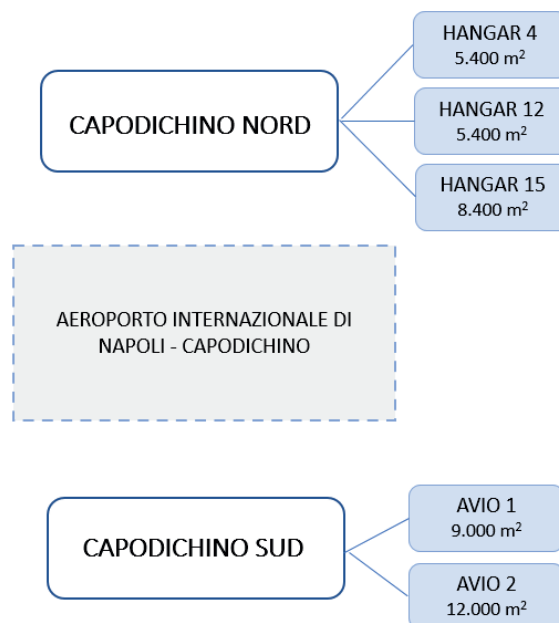 HANGAR 4
5.400 m²
CAPODICHINO NORD
HANGAR 12
5.400 m²
HANGAR 15
8.400 m²
AEROPORTO INTERNAZIONALE DI
NAPOLI - CAPODICHINO
CAPODICHINO SUD
AVIO 1
9.000 m²
AVIO 2
12.000 m²